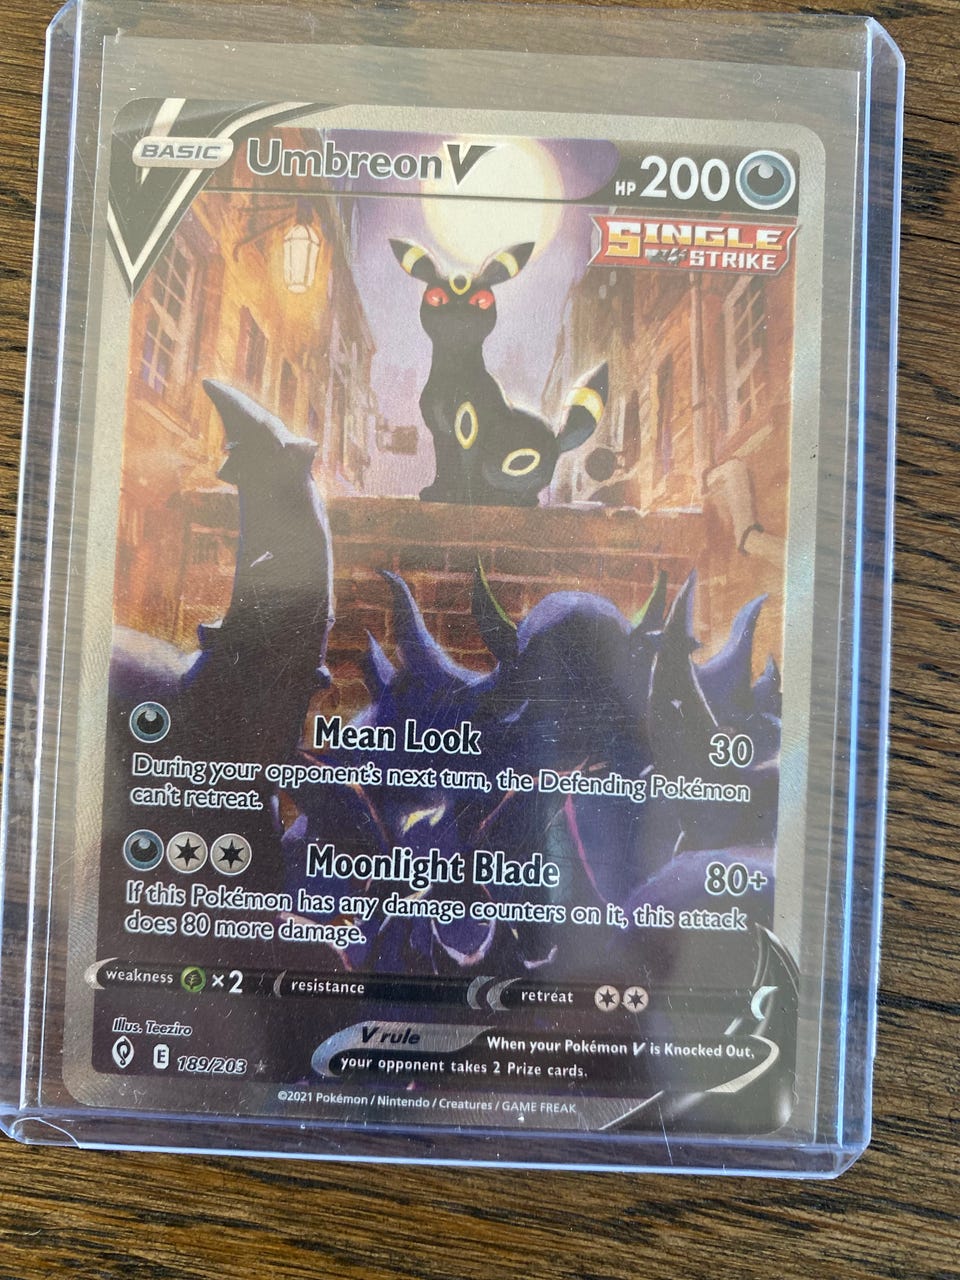 BASIC Umbreon V HP 200
SINGLE
STRIKE
Mean Look 30
During your opponent's next turn, the Defending Pokémon
can't retreat.
Moonlight Blade 80+
If this Pokémon has any damage counters on it, this attack
does 80 more damage.
weakness ×2 resistance retreat
Illus. Teeziro
V rule When your Pokémon V is Knocked Out,
your opponent takes 2 Prize cards.
E 189/203
©2021 Pokémon / Nintendo / Creatures / GAME FREAK